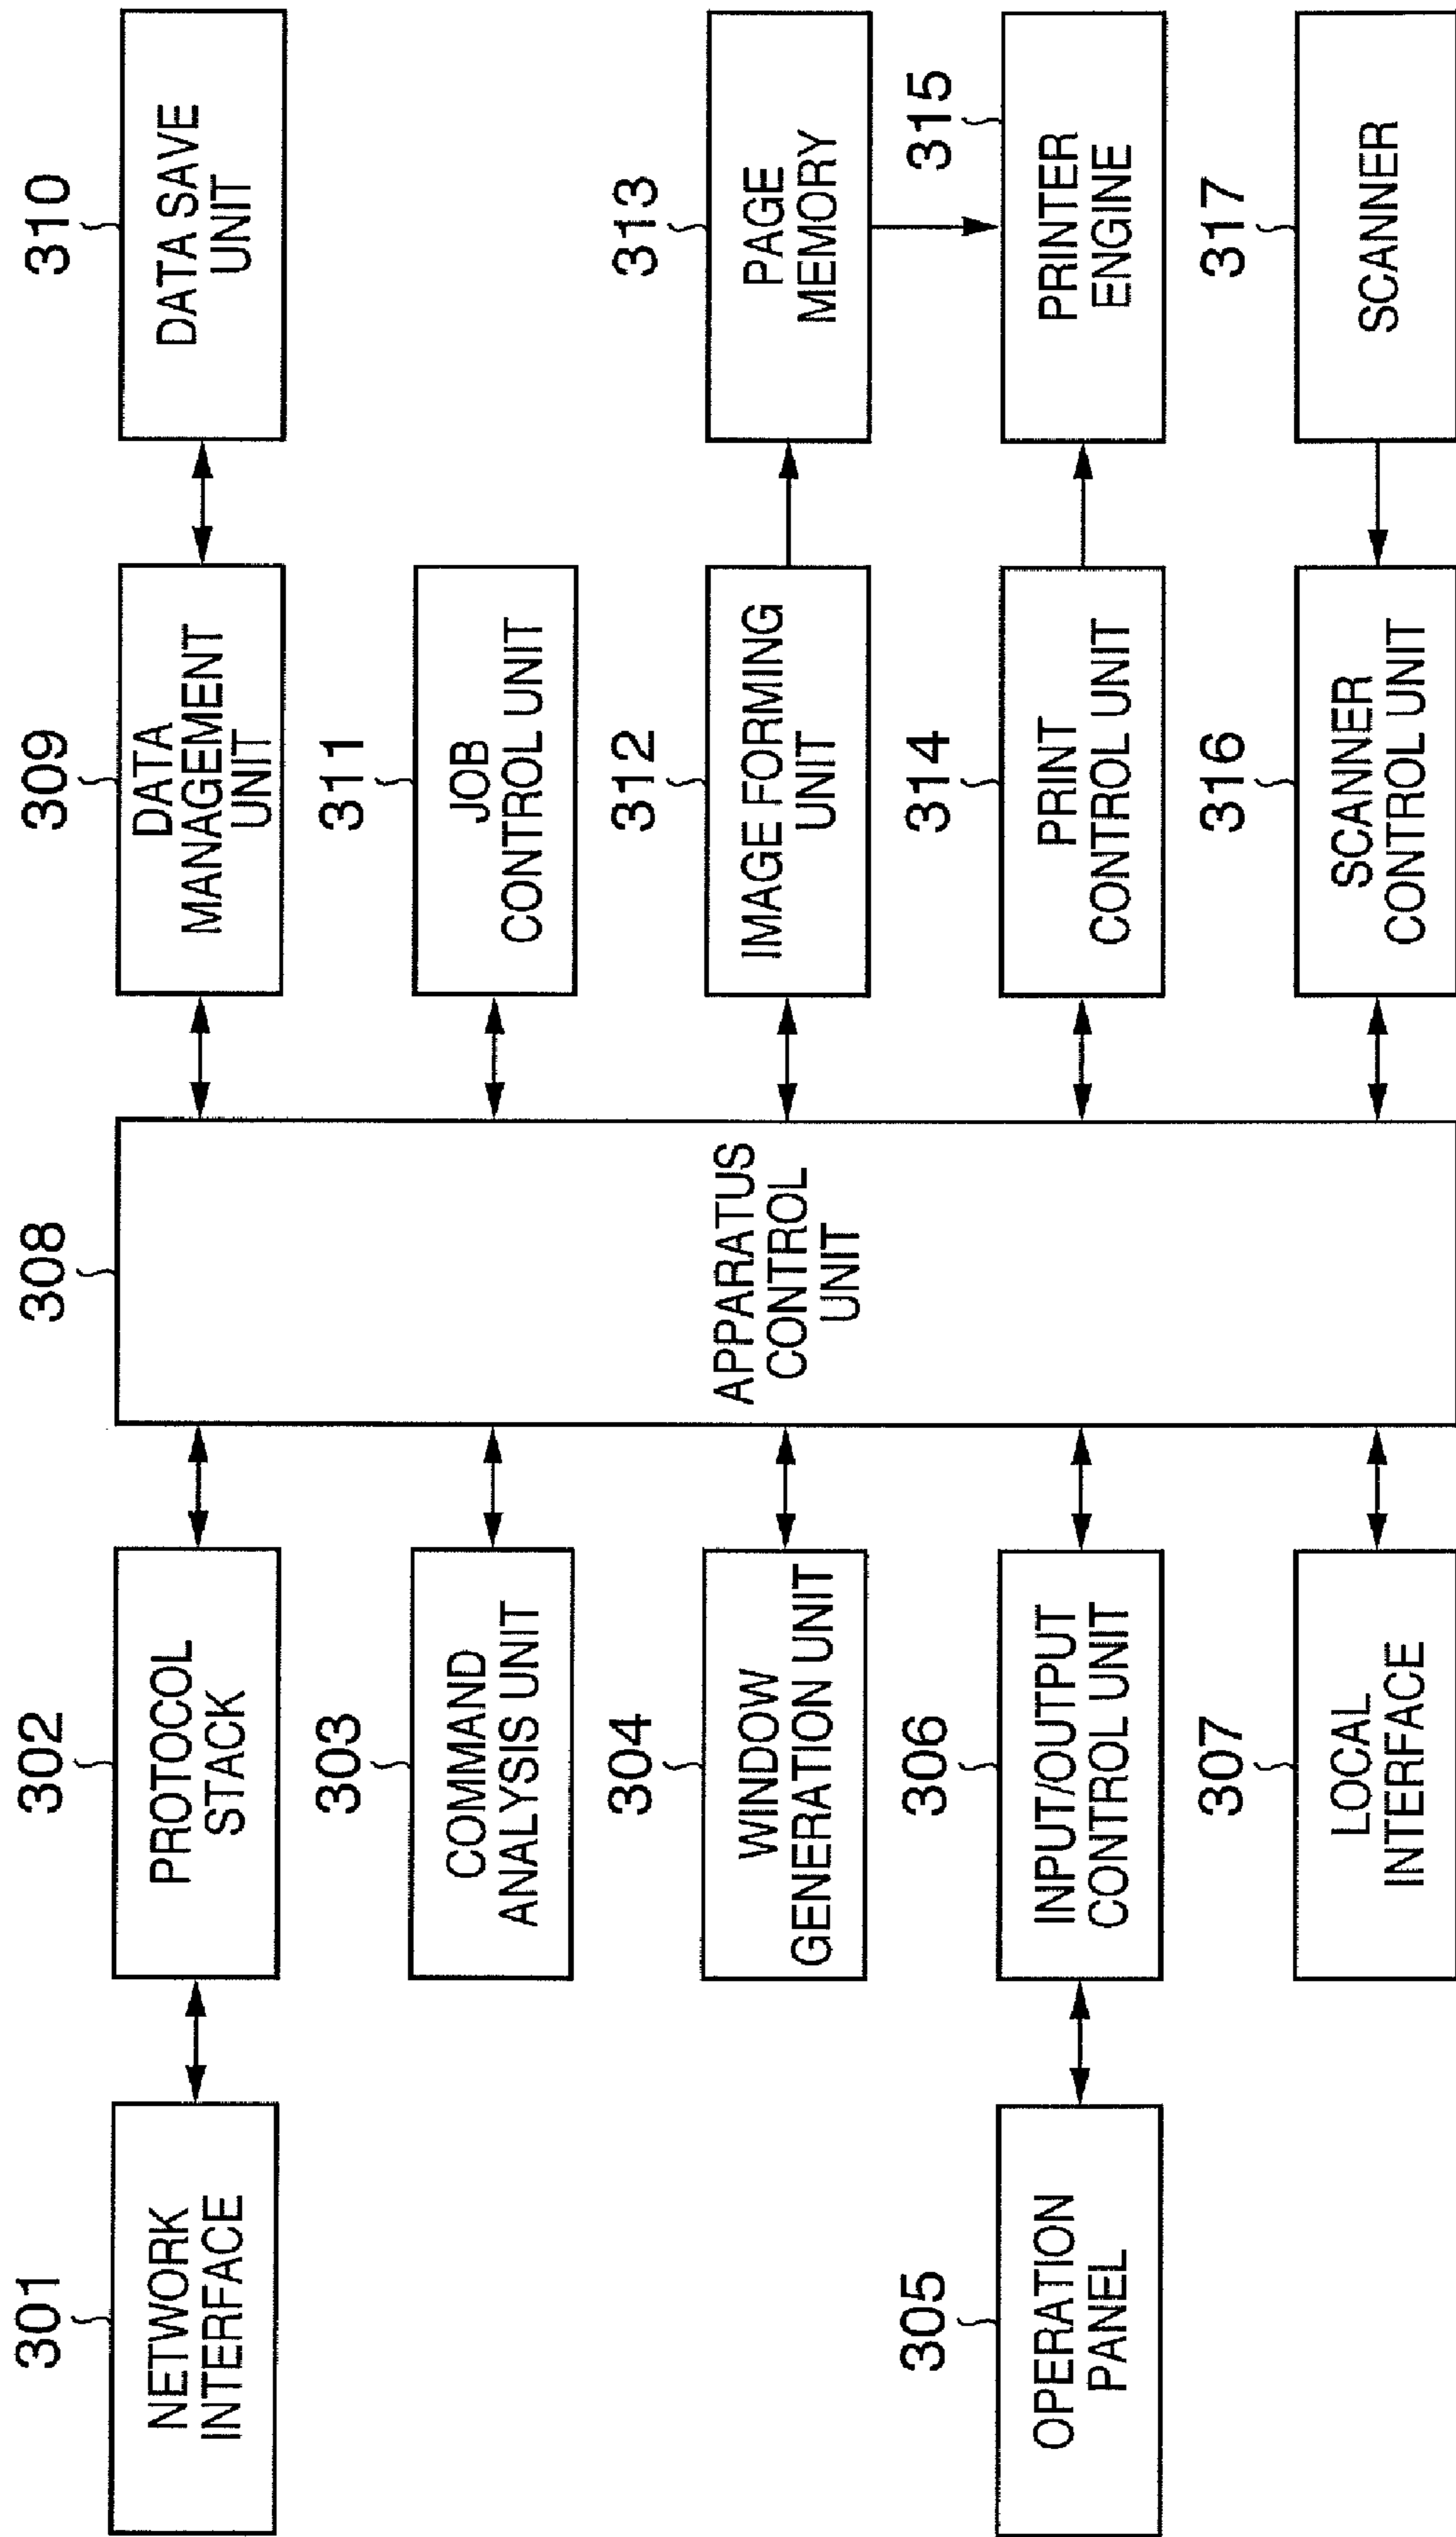 301
NETWORK
INTERFACE
302
PROTOCOL
STACK
303
COMMAND
ANALYSIS UNIT
304
WINDOW
GENERATION UNIT
305
OPERATION
PANEL
306
INPUT/OUTPUT
CONTROL UNIT
307
LOCAL
INTERFACE
308
APPARATUS
CONTROL
UNIT
309
DATA
MANAGEMENT
UNIT
310
DATA SAVE
UNIT
311
JOB
CONTROL UNIT
312
IMAGE FORMING
UNIT
313
PAGE
MEMORY
314
PRINT
CONTROL UNIT
315
PRINTER
ENGINE
316
SCANNER
CONTROL UNIT
317
SCANNER